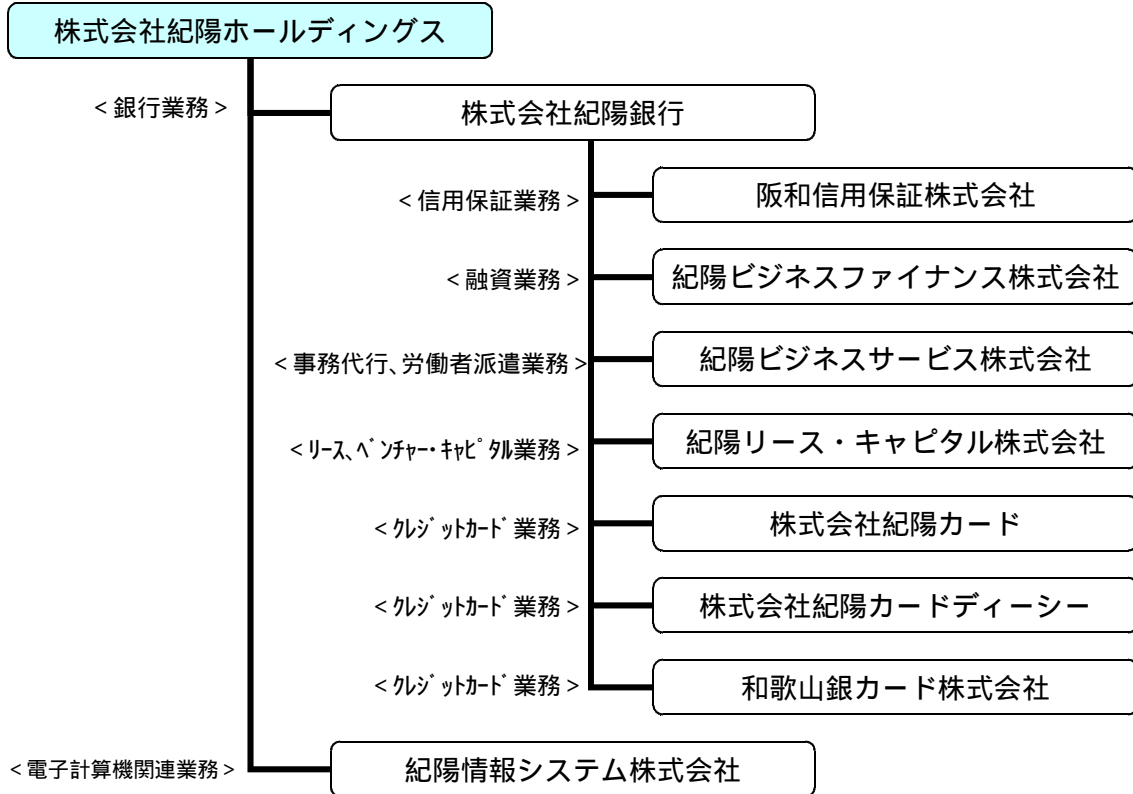 株式会社紀陽ホールディングス
<銀行業務>
株式会社紀陽銀行
<信用保証業務>
阪和信用保証株式会社
<融資業務>
紀陽ビジネスファイナンス株式会社
<事務代行、労働者派遣業務>
紀陽ビジネスサービス株式会社
<ﾘｰｽ、ﾍﾞﾝﾁｬｰ・ｷｬﾋﾟﾀﾙ業務>
紀陽リース・キャピタル株式会社
<ｸﾚｼﾞｯﾄｶｰﾄﾞ業務>
株式会社紀陽カード
<ｸﾚｼﾞｯﾄｶｰﾄﾞ業務>
株式会社紀陽カードディーシー
<ｸﾚｼﾞｯﾄｶｰﾄﾞ業務>
和歌山銀カード株式会社
<電子計算機関連業務>
紀陽情報システム株式会社